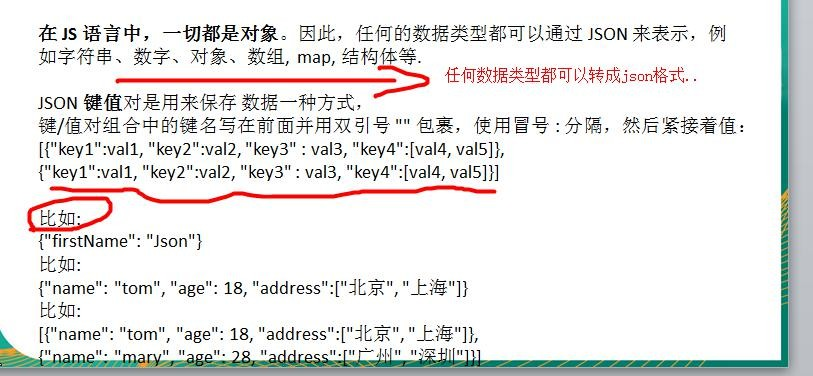 在 JS 语言中，一切都是对象。因此，任何的数据类型都可以通过 JSON 来表示，例
如字符串、数字、对象、数组, map, 结构体等.
任何数据类型都可以转成json格式..
JSON 键值对是用来保存 数据一种方式，
键/值对组合中的键名写在前面并用双引号 "" 包裹，使用冒号 : 分隔，然后紧接着值：
[{"key1":val1, "key2":val2, "key3" : val3, "key4":[val4, val5]},
{"key1":val1, "key2":val2, "key3" : val3, "key4":[val4, val5]}]
比如:
{"firstName": "Json"}
比如:
{"name": "tom", "age": 18, "address":["北京", "上海"]}
比如:
[{"name": "tom", "age": 18, "address":["北京", "上海"]},
{"name": "mary", "age": 28, "address":["广州", "深圳"]}]